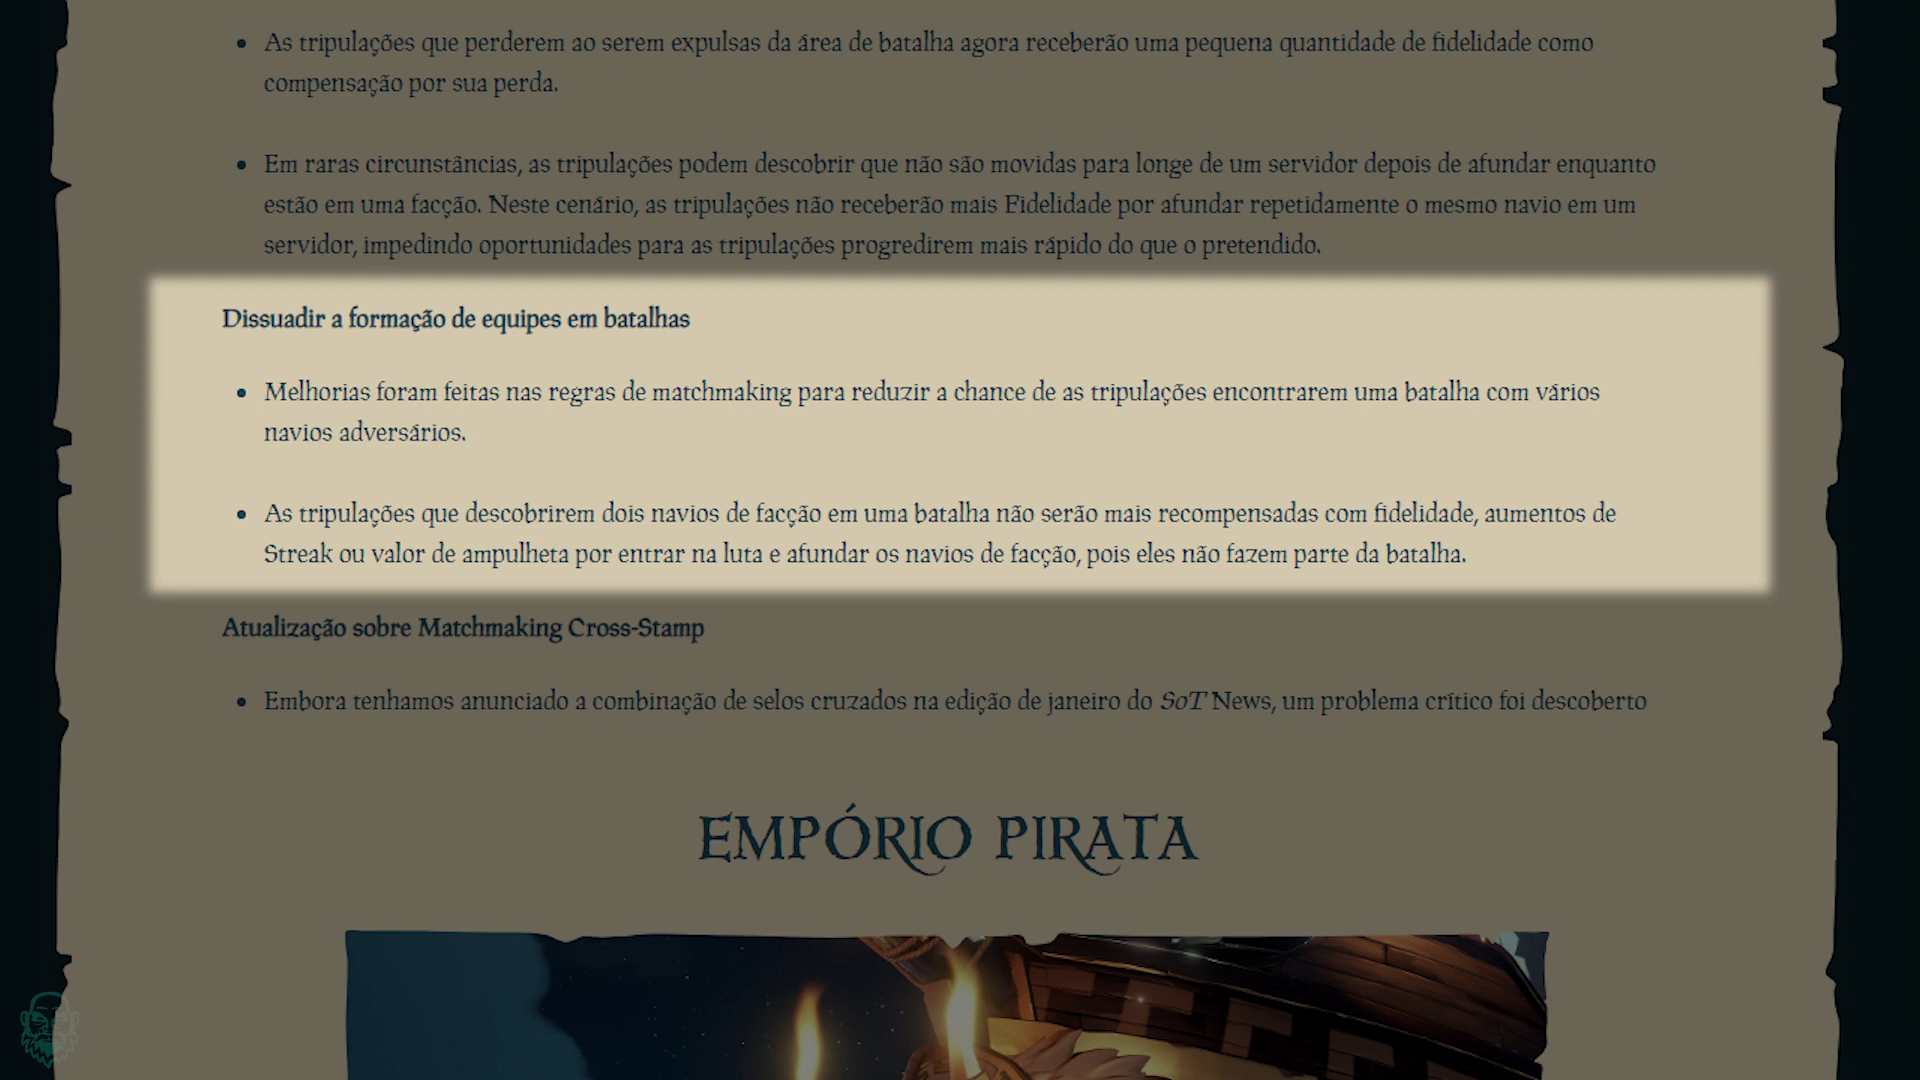 As tripulações que perderem ao serem expulsas da área de batalha agora receberão uma pequena quantidade de fidelidade como
compensação por sua perda.
Em raras circunstâncias, as tripulações podem descobrir que não são movidas para longe de um servidor depois de afundar enquanto
estão em uma facção. Neste cenário, as tripulações não receberão mais Fidelidade por afundar repetidamente o mesmo navio em um
servidor, impedindo oportunidades para as tripulações progredirem mais rápido do que o pretendido.
Dissuadir a formação de equipes em batalhas
Melhorias foram feitas nas regras de matchmaking para reduzir a chance de as tripulações encontrarem uma batalha com vários
navios adversários.
As tripulações que descobrirem dois navios de facção em uma batalha não serão mais recompensadas com fidelidade, aumentos de
Streak ou valor de ampulheta por entrar na luta e afundar os navios de facção, pois eles não fazem parte da batalha.
Atualização sobre Matchmaking Cross-Stamp
Embora tenhamos anunciado a combinação de selos cruzados na edição de janeiro do SoT News, um problema crítico foi descoberto
EMPÓRIO PIRATA